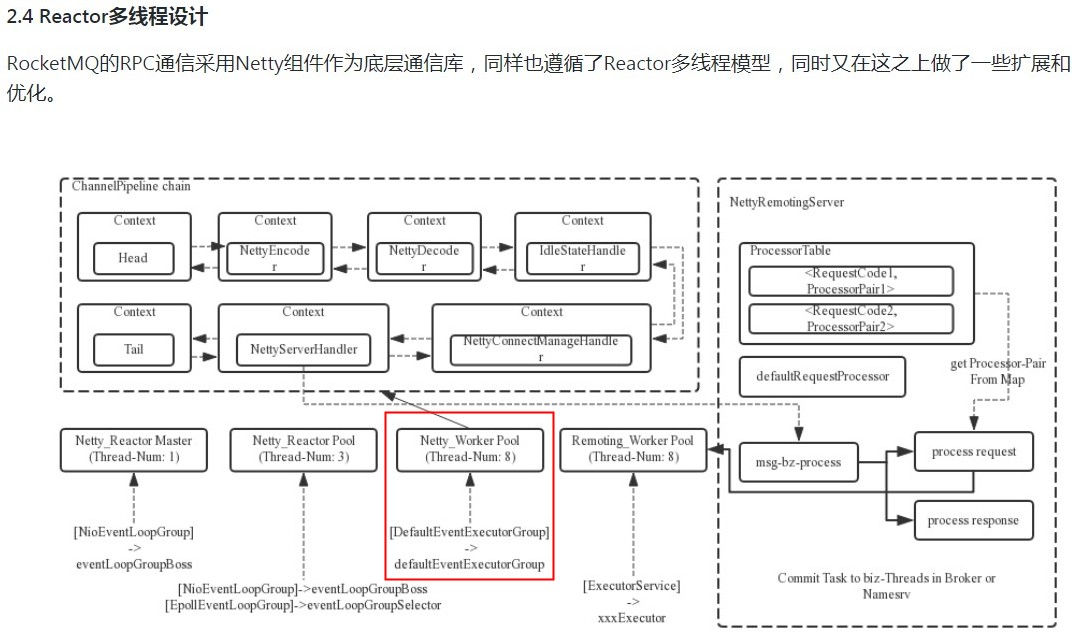 2.4 Reactor多线程设计
RocketMQ的RPC通信采用Netty组件作为底层通信库，同样也遵循了Reactor多线程模型，同时又在这之上做了一些扩展和
优化。
ChannelPipeline chain
Context
Head
Context
NettyEncode
r
Context
NettyDecode
r
Context
IdleStateHandle
r
Context
Tail
Context
NettyServerHandler
Context
NettyConnectManageHandle
r
NettyRemotingServer
ProcessorTable
<RequestCode1,
ProcessorPair1>
<RequestCode2,
ProcessorPair2>
defaultRequestProcessor
get Processor-Pair
From Map
Netty_Reactor Master
(Thread-Num: 1)
Netty_Reactor Pool
(Thread-Num: 3)
Netty_Worker Pool
(Thread-Num: 8)
Remoting_Worker Pool
(Thread-Num: 8)
msg-bz-process
process request
process response
[NioEventLoopGroup]
->
eventLoopGroupBoss
[NioEventLoopGroup]->eventLoopGroupBoss
[EpollEventLoopGroup]->eventLoopGroupSelector
[DefaultEventExecutorGroup]
->
defaultEventExecutorGroup
[ExecutorService]
->
xxxExecutor
Commit Task to biz-Threads in Broker or
Namesrv